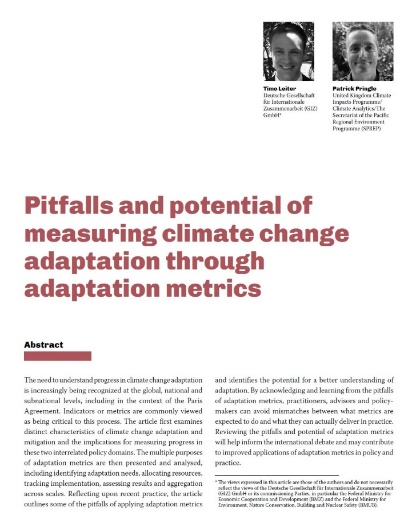 Timo Leiter
Deutsche Gesellschaft
für Internationale
Zusammenarbeit (GIZ)
GmbH*
Patrick Pringle
United Kingdom Climate
Impacts Programme/
Climate Analytics/The
Secretariat of the Pacific
Regional Environment
Programme (SPREP)
Pitfalls and potential of
measuring climate change
adaptation through
adaptation metrics
Abstract
The need to understand progress in climate change adaptation
is increasingly being recognized at the global, national and
subnational levels, including in the context of the Paris
Agreement. Indicators or metrics are commonly viewed
as being critical to this process. The article first examines
distinct characteristics of climate change adaptation and
mitigation and the implications for measuring progress in
these two interrelated policy domains. The multiple purposes
of adaptation metrics are then presented and analysed,
including identifying adaptation needs, allocating resources,
tracking implementation, assessing results and aggregation
across scales. Reflecting upon recent practice, the article
outlines some of the pitfalls of applying adaptation metrics
and identifies the potential for a better understanding of
adaptation. By acknowledging and learning from the pitfalls
of adaptation metrics, practitioners, advisors and policy-
makers can avoid mismatches between what metrics are
expected to do and what they can actually deliver in practice.
Reviewing the pitfalls and potential of adaptation metrics
will help inform the international debate and may contribute
to improved applications of adaptation metrics in policy and
practice.
* The views expressed in this article are those of the authors and do not necessarily
reflect the views of the Deutsche Gesellschaft für Internationale Zusammenarbeit
(GIZ) GmbH or its commissioning Parties, in particular the Federal Ministry for
Economic Cooperation and Development (BMZ) and the Federal Ministry for
Environment, Nature Conservation, Building and Nuclear Safety (BMUB).